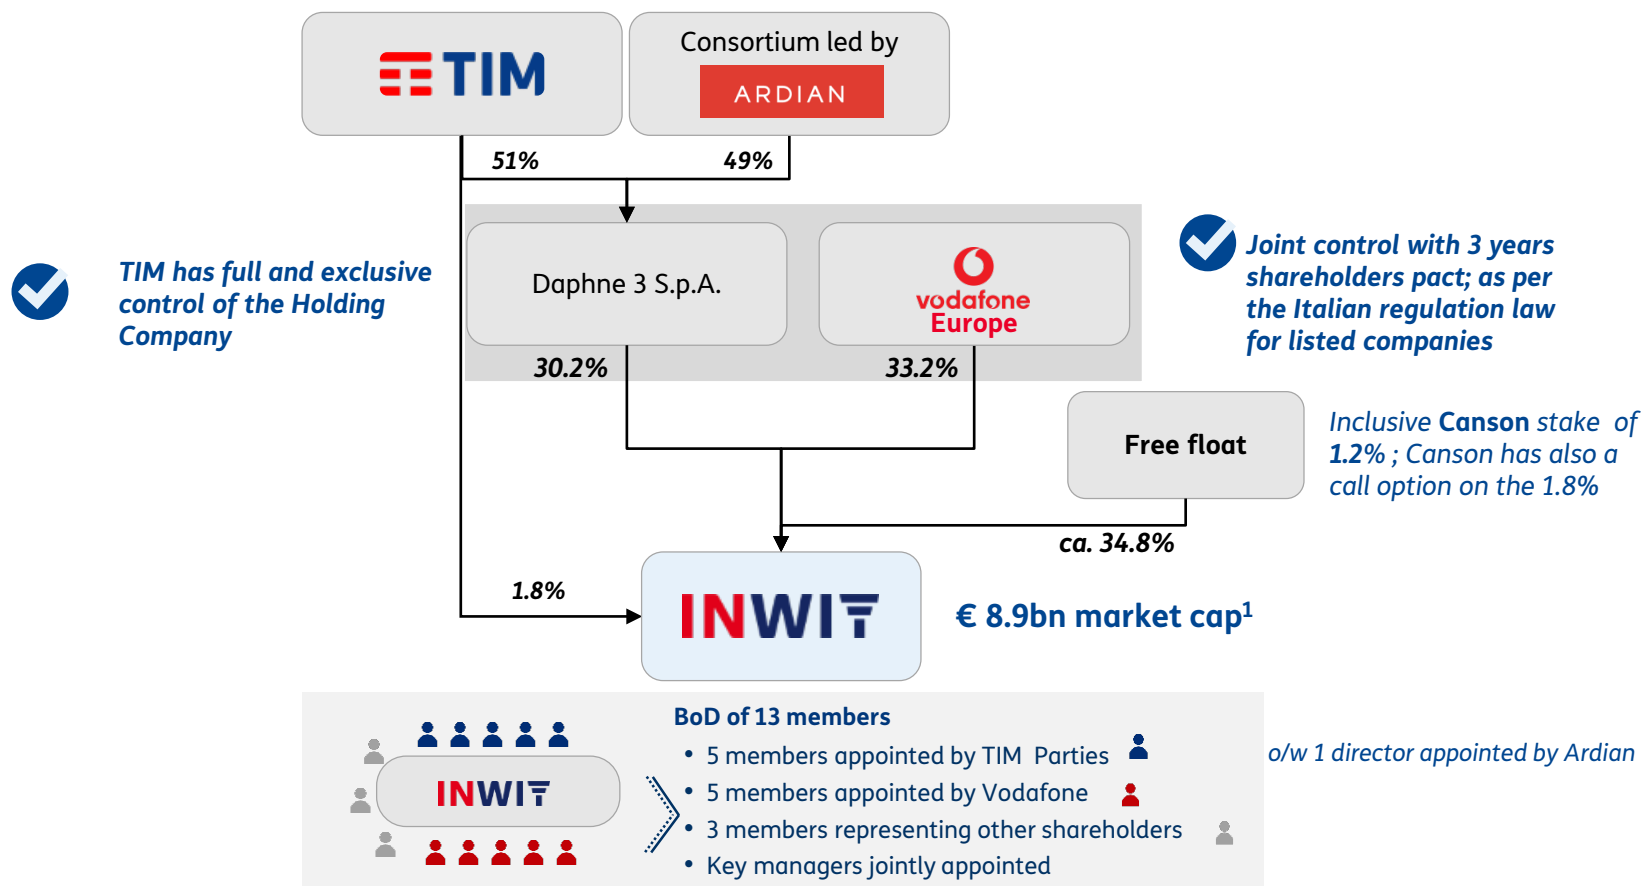 TIM
Consortium led by
ARDIAN
51%
49%
TIM has full and exclusive
control of the Holding
Company
Daphne 3 S.p.A.
vodafone
Europe
Joint control with 3 years
shareholders pact; as per
the Italian regulation law
for listed companies
30.2%
33.2%
Free float
Inclusive Canson stake of
1.2% ; Canson has also a
call option on the 1.8%
ca. 34.8%
1.8%
INWIT
€ 8.9bn market cap1
INWIT
BoD of 13 members
• 5 members appointed by TIM Parties
o/w 1 director appointed by Ardian
• 5 members appointed by Vodafone
• 3 members representing other shareholders
• Key managers jointly appointed